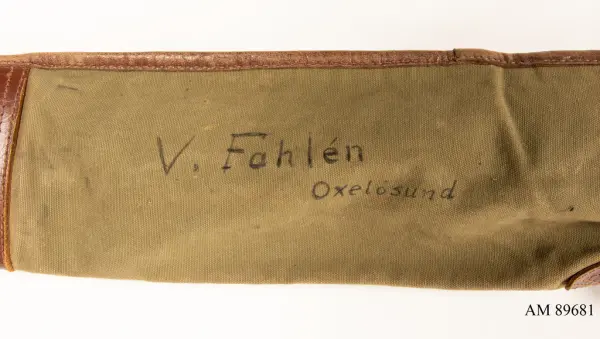 V. Fahlén
Oxelösund
AM 89681